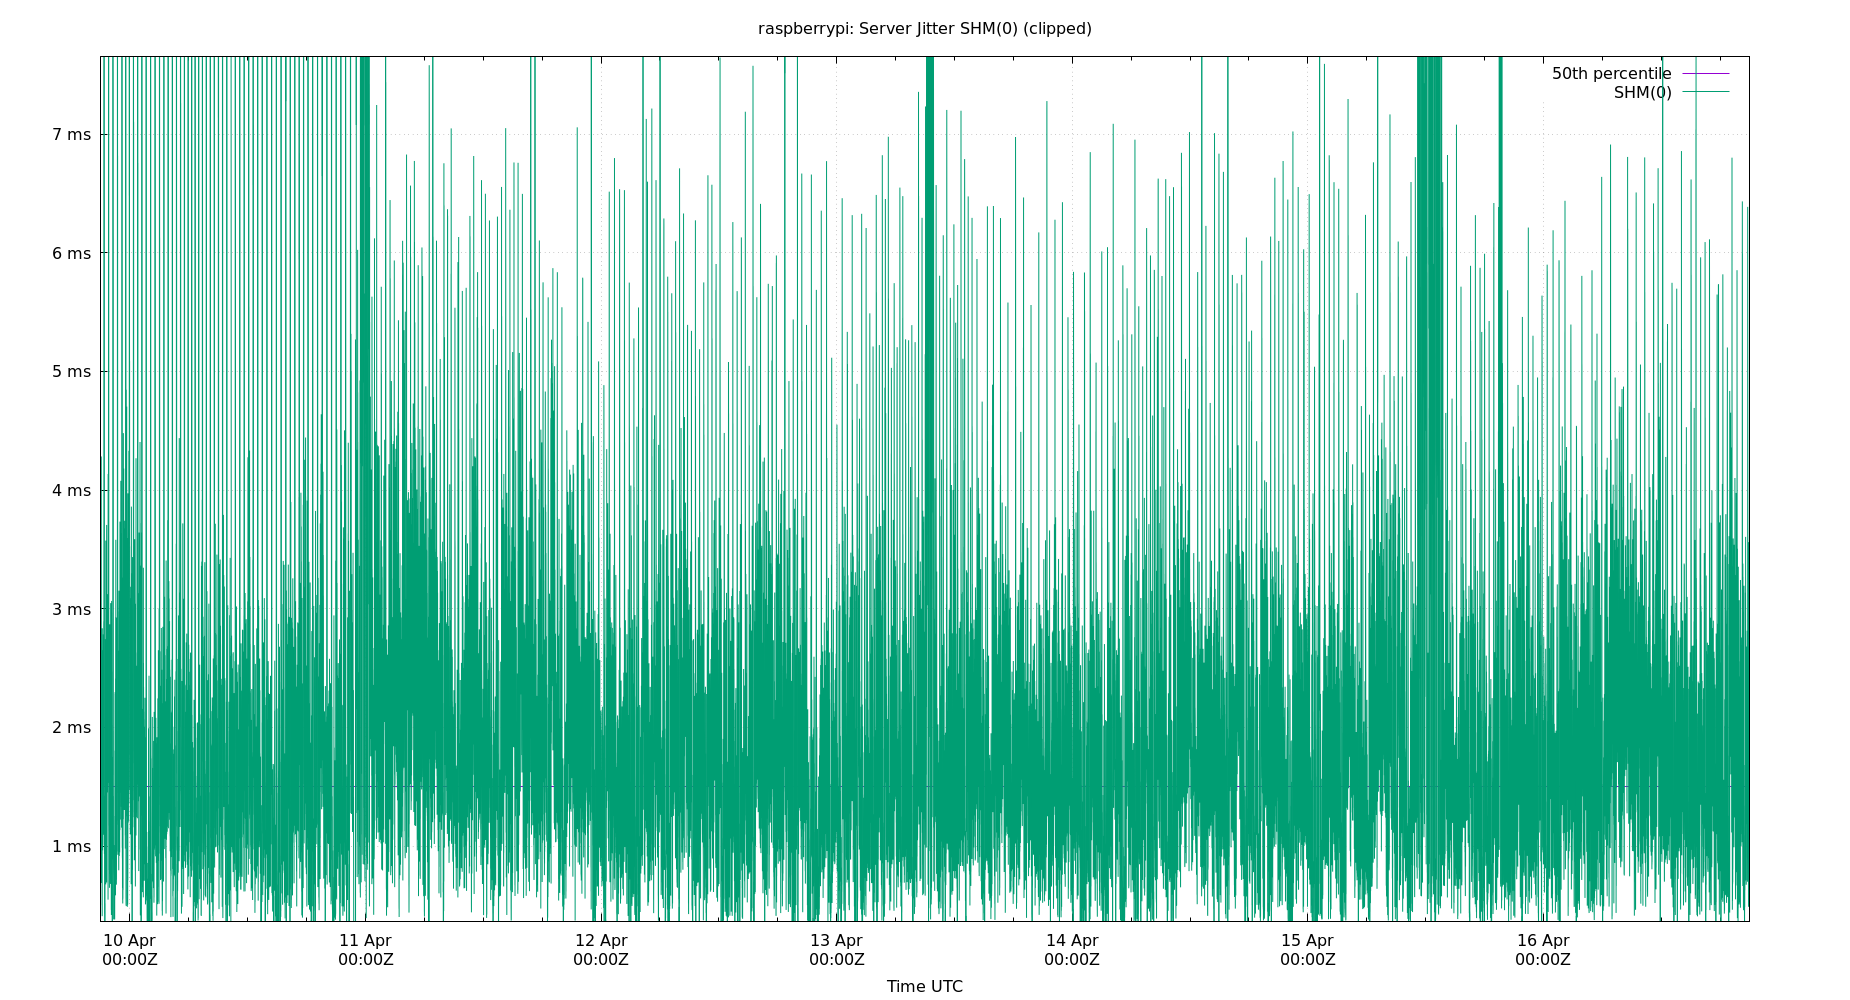 raspberrypi: Server Jitter SHM(0) (clipped)
50th percentile
SHM(0)
7 ms
6 ms
5 ms
4 ms
3 ms
2 ms
1 ms
10 Apr 11 Apr 12 Apr 13 Apr 14 Apr 15 Apr 16 Apr
00:00Z 00:00Z 00:00Z 00:00Z 00:00Z 00:00Z 00:00Z
Time UTC